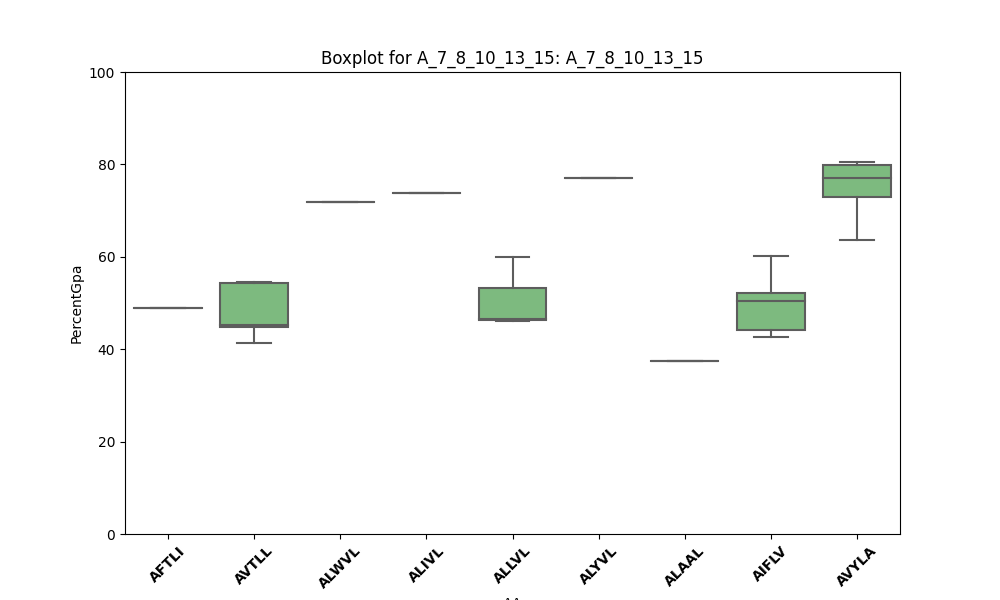 Boxplot for A_7_8_10_13_15: A_7_8_10_13_15
100
80
60
40
20
0
PercentGpa
AFTLI
AVTLL
ALWVL
ALIVL
ALLVL
ALYVL
ALAAL
AIFLV
AVYLA